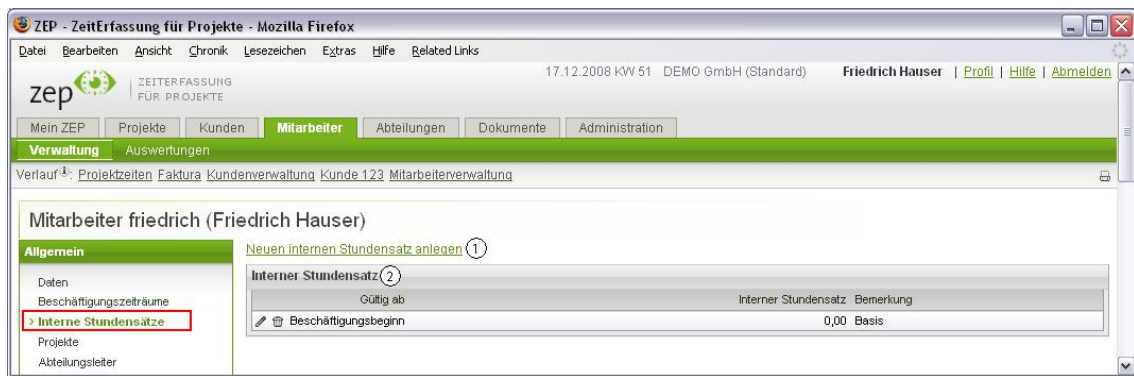 ZEP - ZeitErfassung für Projekte - Mozilla Firefox
Datei Bearbeiten Ansicht Chronik Lesezeichen Extras Hilfe Related Links
17.12.2008 KW 51 DEMO GmbH (Standard) Friedrich Hauser | Profil | Hilfe | Abmelden
zep ZEITERFASSUNG
FÜR PROJEKTE
Mein ZEP Projekte Kunden Mitarbeiter Abteilungen Dokumente Administration
Verwaltung Auswertungen
Verlauf: Projektzeiten Faktura Kundenverwaltung Kunde 123 Mitarbeiterverwaltung
Mitarbeiter friedrich (Friedrich Hauser)
Allgemein
Daten
Beschäftigungszeiträume
> Interne Stundensätze
Projekte
Abteilungsleiter
Neuen internen Stundensatz anlegen 1
Interner Stundensatz 2
Gültig ab Interner Stundensatz Bemerkung
Beschäftigungsbeginn 0,00 Basis